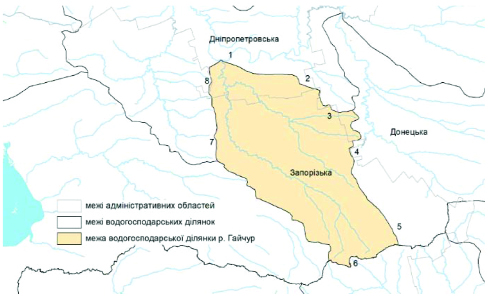 Дніпропетровська
1
2
8
3
Донецька
7
4
Запорізька
межі адміністративних областей
межі водогосподарських ділянок
5
межа водогосподарської ділянки р. Гайчур
6